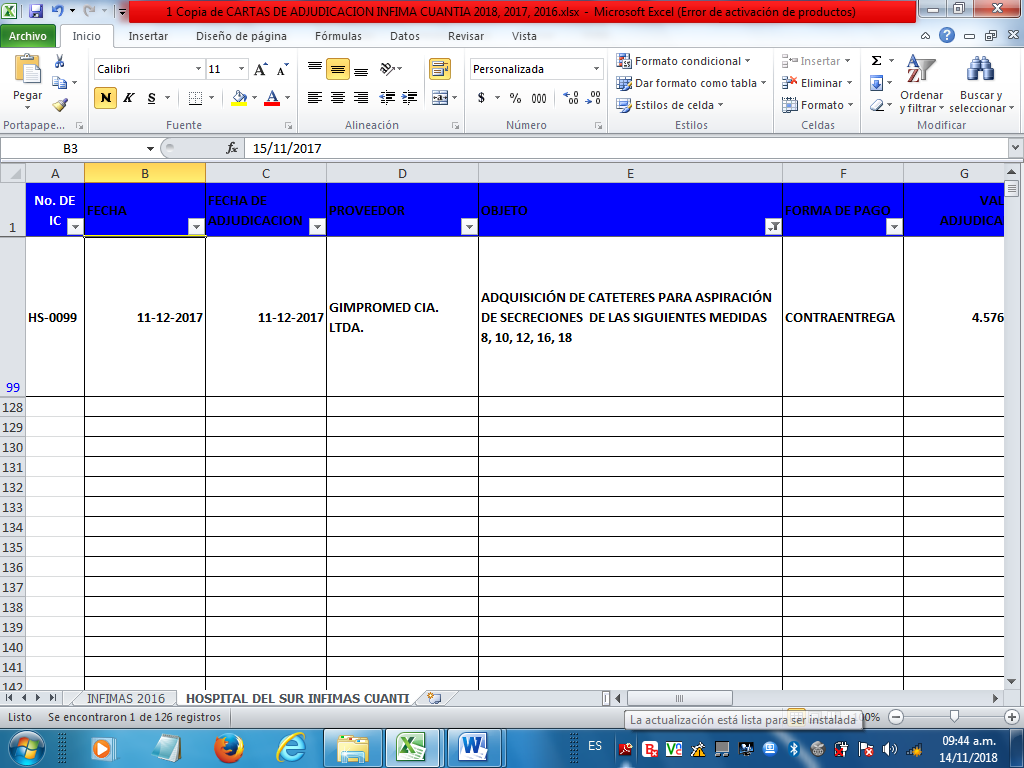 1 Copia de CARTAS DE ADJUDICACION INFIMA CUANTIA 2018, 2017, 2016.xlsx - Microsoft Excel (Error de activación de productos)
Archivo Inicio Insertar Diseño de página Fórmulas Datos Revisar Vista
Pegar
Portapape...
Calibri 11
N K S
Fuente
Alineación
Personalizada
$ % 000
Número
Formato condicional
Dar formato como tabla
Estilos de celda
Estilos
Insertar
Eliminar
Formato
Celdas
Σ
Ordenar y filtrar
Buscar y seleccionar
Modificar
B3 fx 15/11/2017
A B C D E F G
1 No. DE IC FECHA FECHA DE ADJUDICACION PROVEEDOR OBJETO FORMA DE PAGO VAL ADJUDICA
99 HS-0099 11-12-2017 11-12-2017 GIMPROMED CIA. LTDA. ADQUISICIÓN DE CATETERES PARA ASPIRACIÓN DE SECRECIONES DE LAS SIGUIENTES MEDIDAS 8, 10, 12, 16, 18 CONTRAENTREGA 4.576
128
129
130
131
132
133
134
135
136
137
138
139
140
141
142
INFIMAS 2016 HOSPITAL DEL SUR INFIMAS CUANTI
Listo Se encontraron 1 de 126 registros
La actualización está lista para ser instalada
00%
ES
09:44 a.m.
14/11/2018